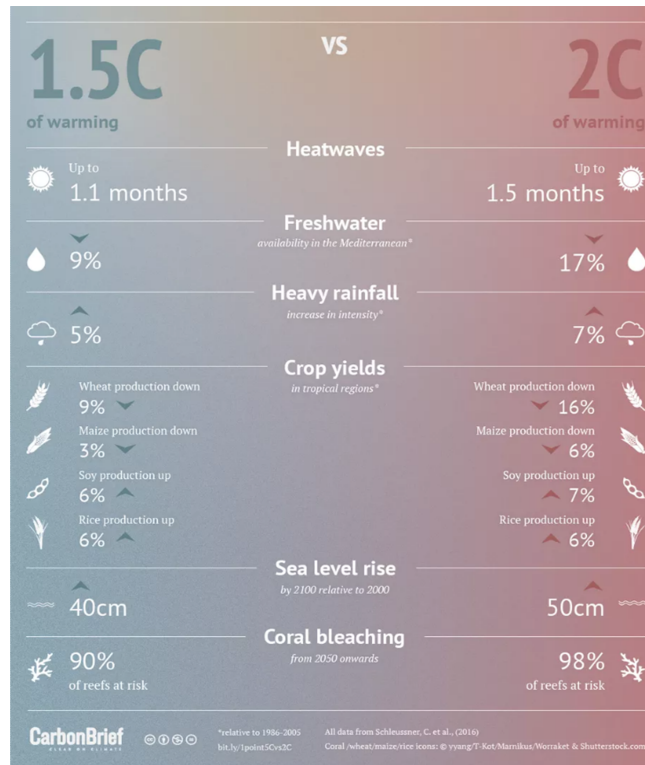 1.5C
VS
2C
of warming
of warming
Heatwaves
Up to
1.1 months
Up to
1.5 months
Freshwater
availability in the Mediterranean*
9%
17%
Heavy rainfall
increase in intensity*
5%
7%
Crop yields
in tropical regions*
Wheat production down
9%
Wheat production down
16%
Maize production down
3%
Maize production down
6%
Soy production up
6%
Soy production up
7%
Rice production up
6%
Rice production up
6%
Sea level rise
by 2100 relative to 2000
40cm
50cm
Coral bleaching
from 2050 onwards
90%
of reefs at risk
98%
of reefs at risk
CarbonBrief
CLEAR ON CLIMATE
*relative to 1986-2005
bit.ly/1point5Cvs2C
All data from Schleussner, C. et al., (2016)
Coral /wheat/maize/rice icons: © yyang/T-Kot/Marnikus/Worraket & Shutterstock.com